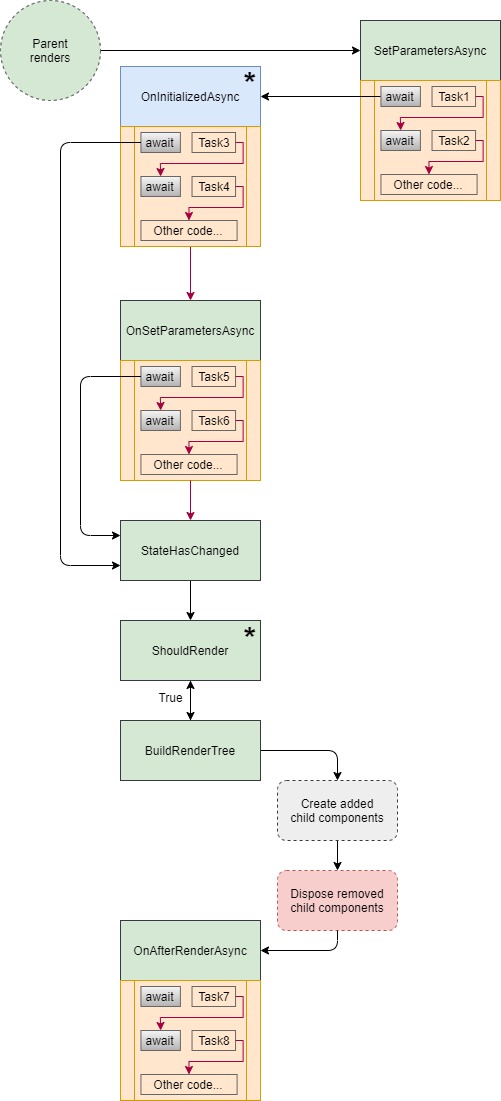 Parent
renders
SetParametersAsync
await Task1
await Task2
Other code...
OnInitializedAsync *
await Task3
await Task4
Other code...
OnSetParametersAsync
await Task5
await Task6
Other code...
StateHasChanged
ShouldRender *
True
BuildRenderTree
Create added
child components
Dispose removed
child components
OnAfterRenderAsync
await Task7
await Task8
Other code...